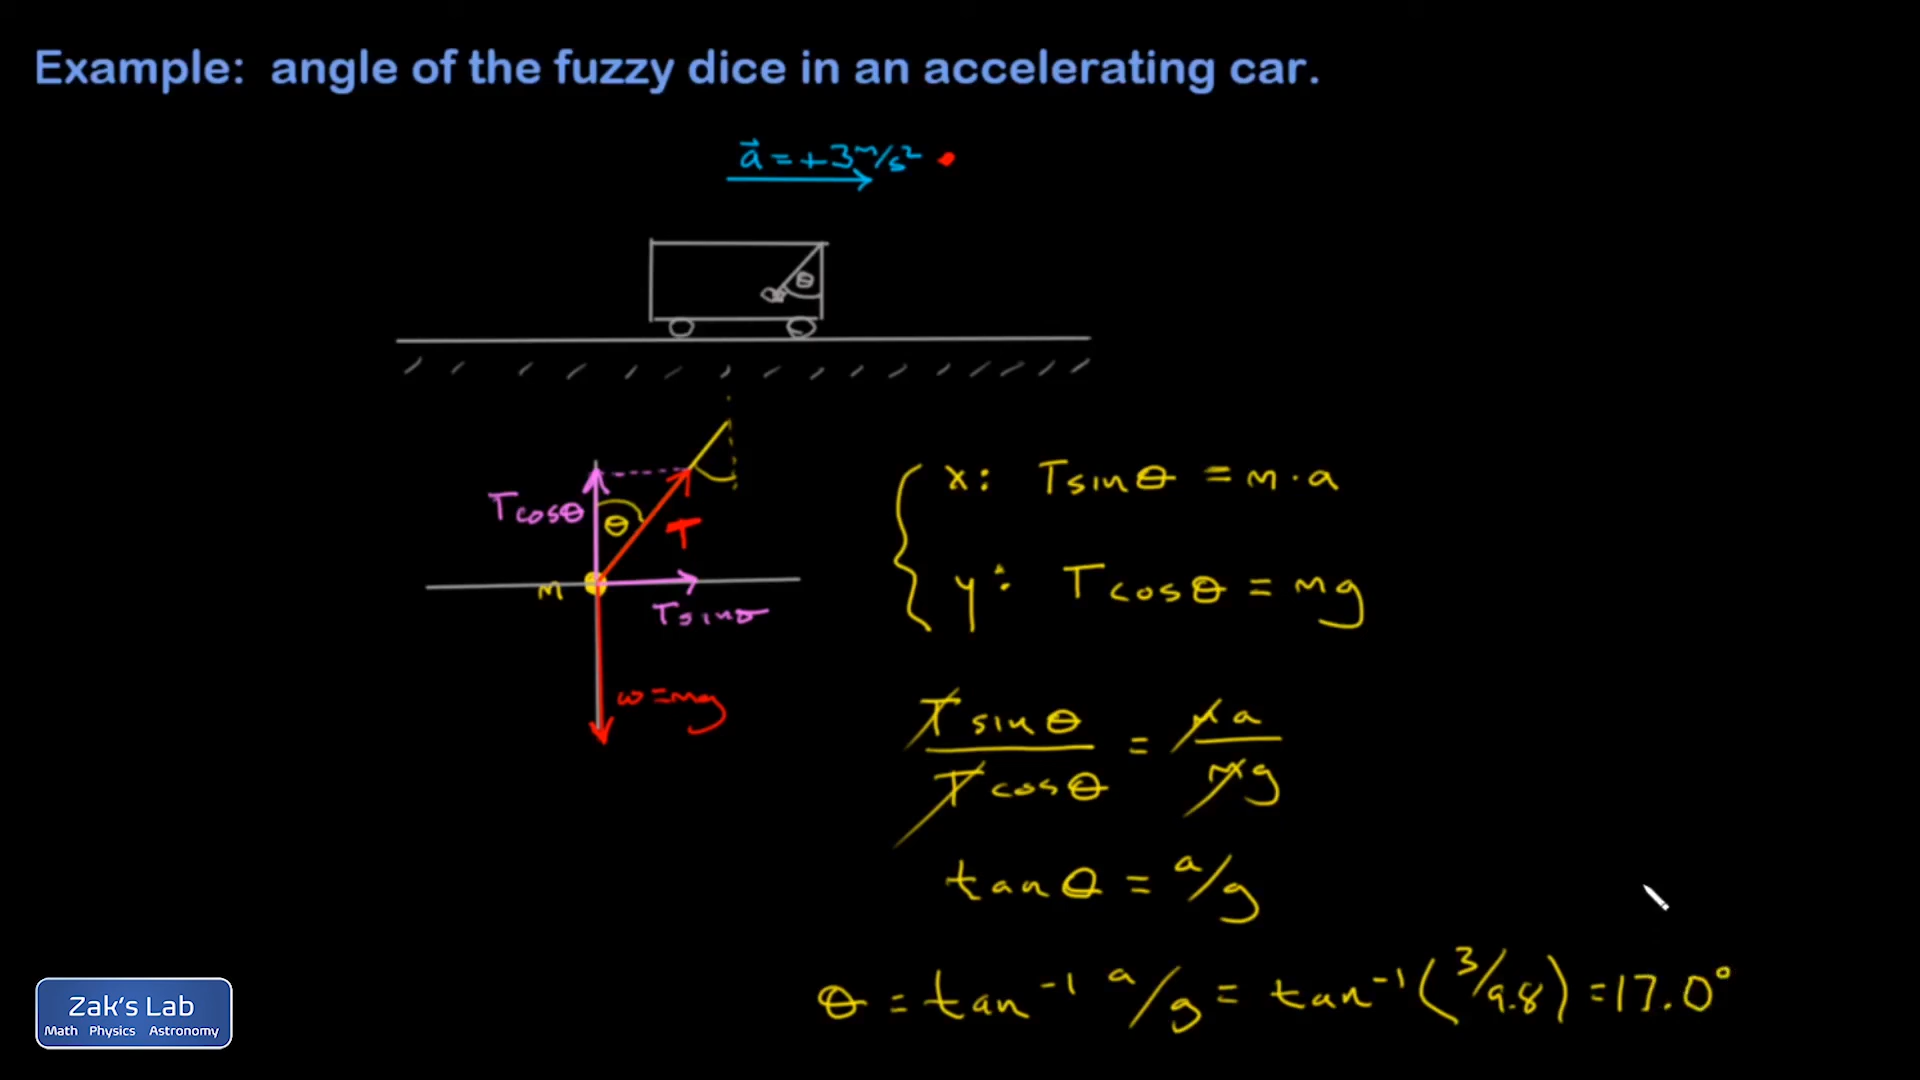 Example: angle of the fuzzy dice in an accelerating car.
a⃗ = +3 m/s²
θ
Tcosθ
θ
T
m
Tsinθ
w=mg
x: Tsinθ = m·a
y: Tcosθ = mg
Tsinθ/Tcosθ = ma/mg
tanθ = a/g
θ = tan⁻¹ a/g = tan⁻¹(3/9.8) = 17.0°
Zak's Lab
Math Physics Astronomy